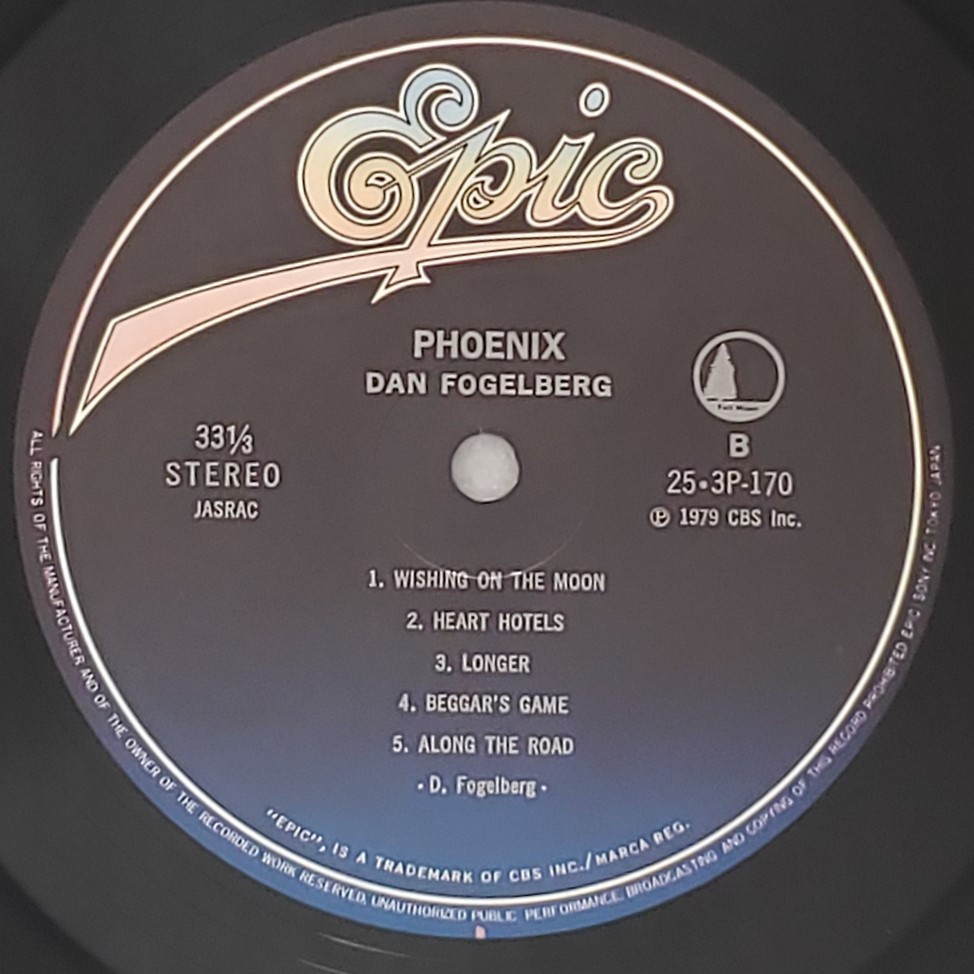 Epic
PHOENIX
DAN FOGELBERG
Full Moon
33⅓
STEREO
JASRAC
B
25•3P-170
Ⓟ 1979 CBS Inc.
1. WISHING ON THE MOON
2. HEART HOTELS
3. LONGER
4. BEGGAR'S GAME
5. ALONG THE ROAD
• D. Fogelberg •
"EPIC", IS A TRADEMARK OF CBS INC./MARCA REG.
ALL RIGHTS OF THE MANUFACTURER AND OF THE OWNER OF THE RECORDED WORK RESERVED, UNAUTHORIZED PUBLIC PERFORMANCE, BROADCASTING AND COPYING OF THIS RECORD PROHIBITED EPIC/SONY INC. TOKYO JAPAN